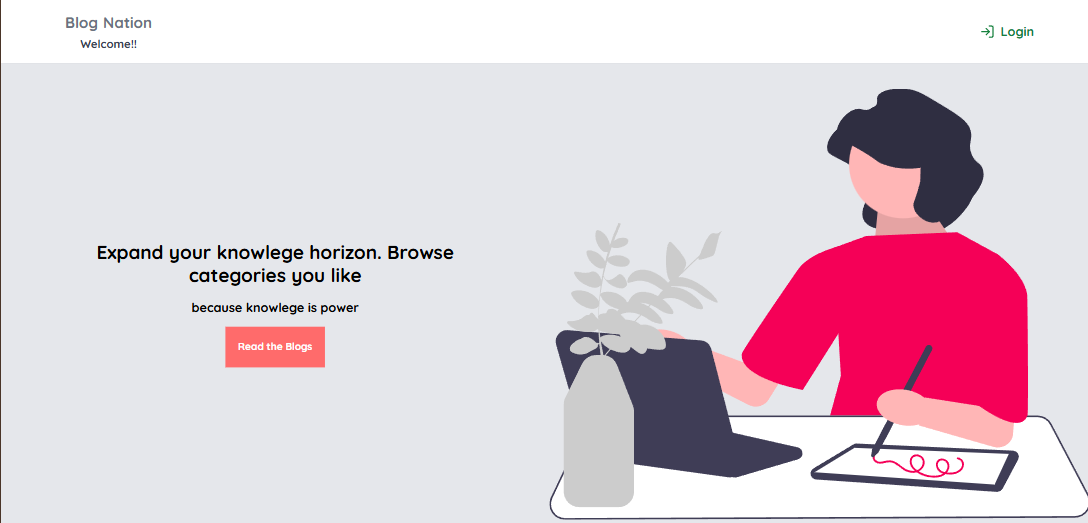 Blog Nation
Welcome!!
Login
Expand your knowlege horizon. Browse
categories you like
because knowlege is power
Read the Blogs